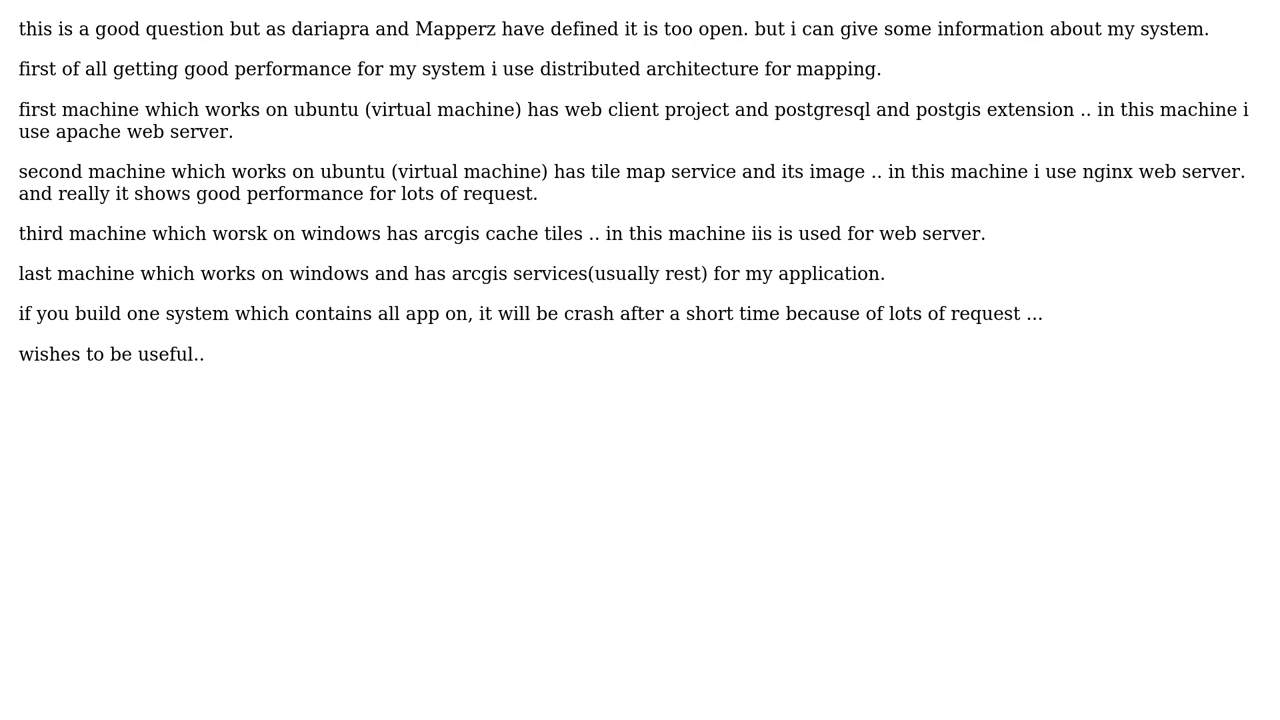 this is a good question but as dariapra and Mapperz have defined it is too open. but i can give some information about my system.
first of all getting good performance for my system i use distributed architecture for mapping.
first machine which works on ubuntu (virtual machine) has web client project and postgresql and postgis extension .. in this machine i
use apache web server.
second machine which works on ubuntu (virtual machine) has tile map service and its image .. in this machine i use nginx web server.
and really it shows good performance for lots of request.
third machine which worsk on windows has arcgis cache tiles .. in this machine iis is used for web server.
last machine which works on windows and has arcgis services(usually rest) for my application.
if you build one system which contains all app on, it will be crash after a short time because of lots of request ...
wishes to be useful..